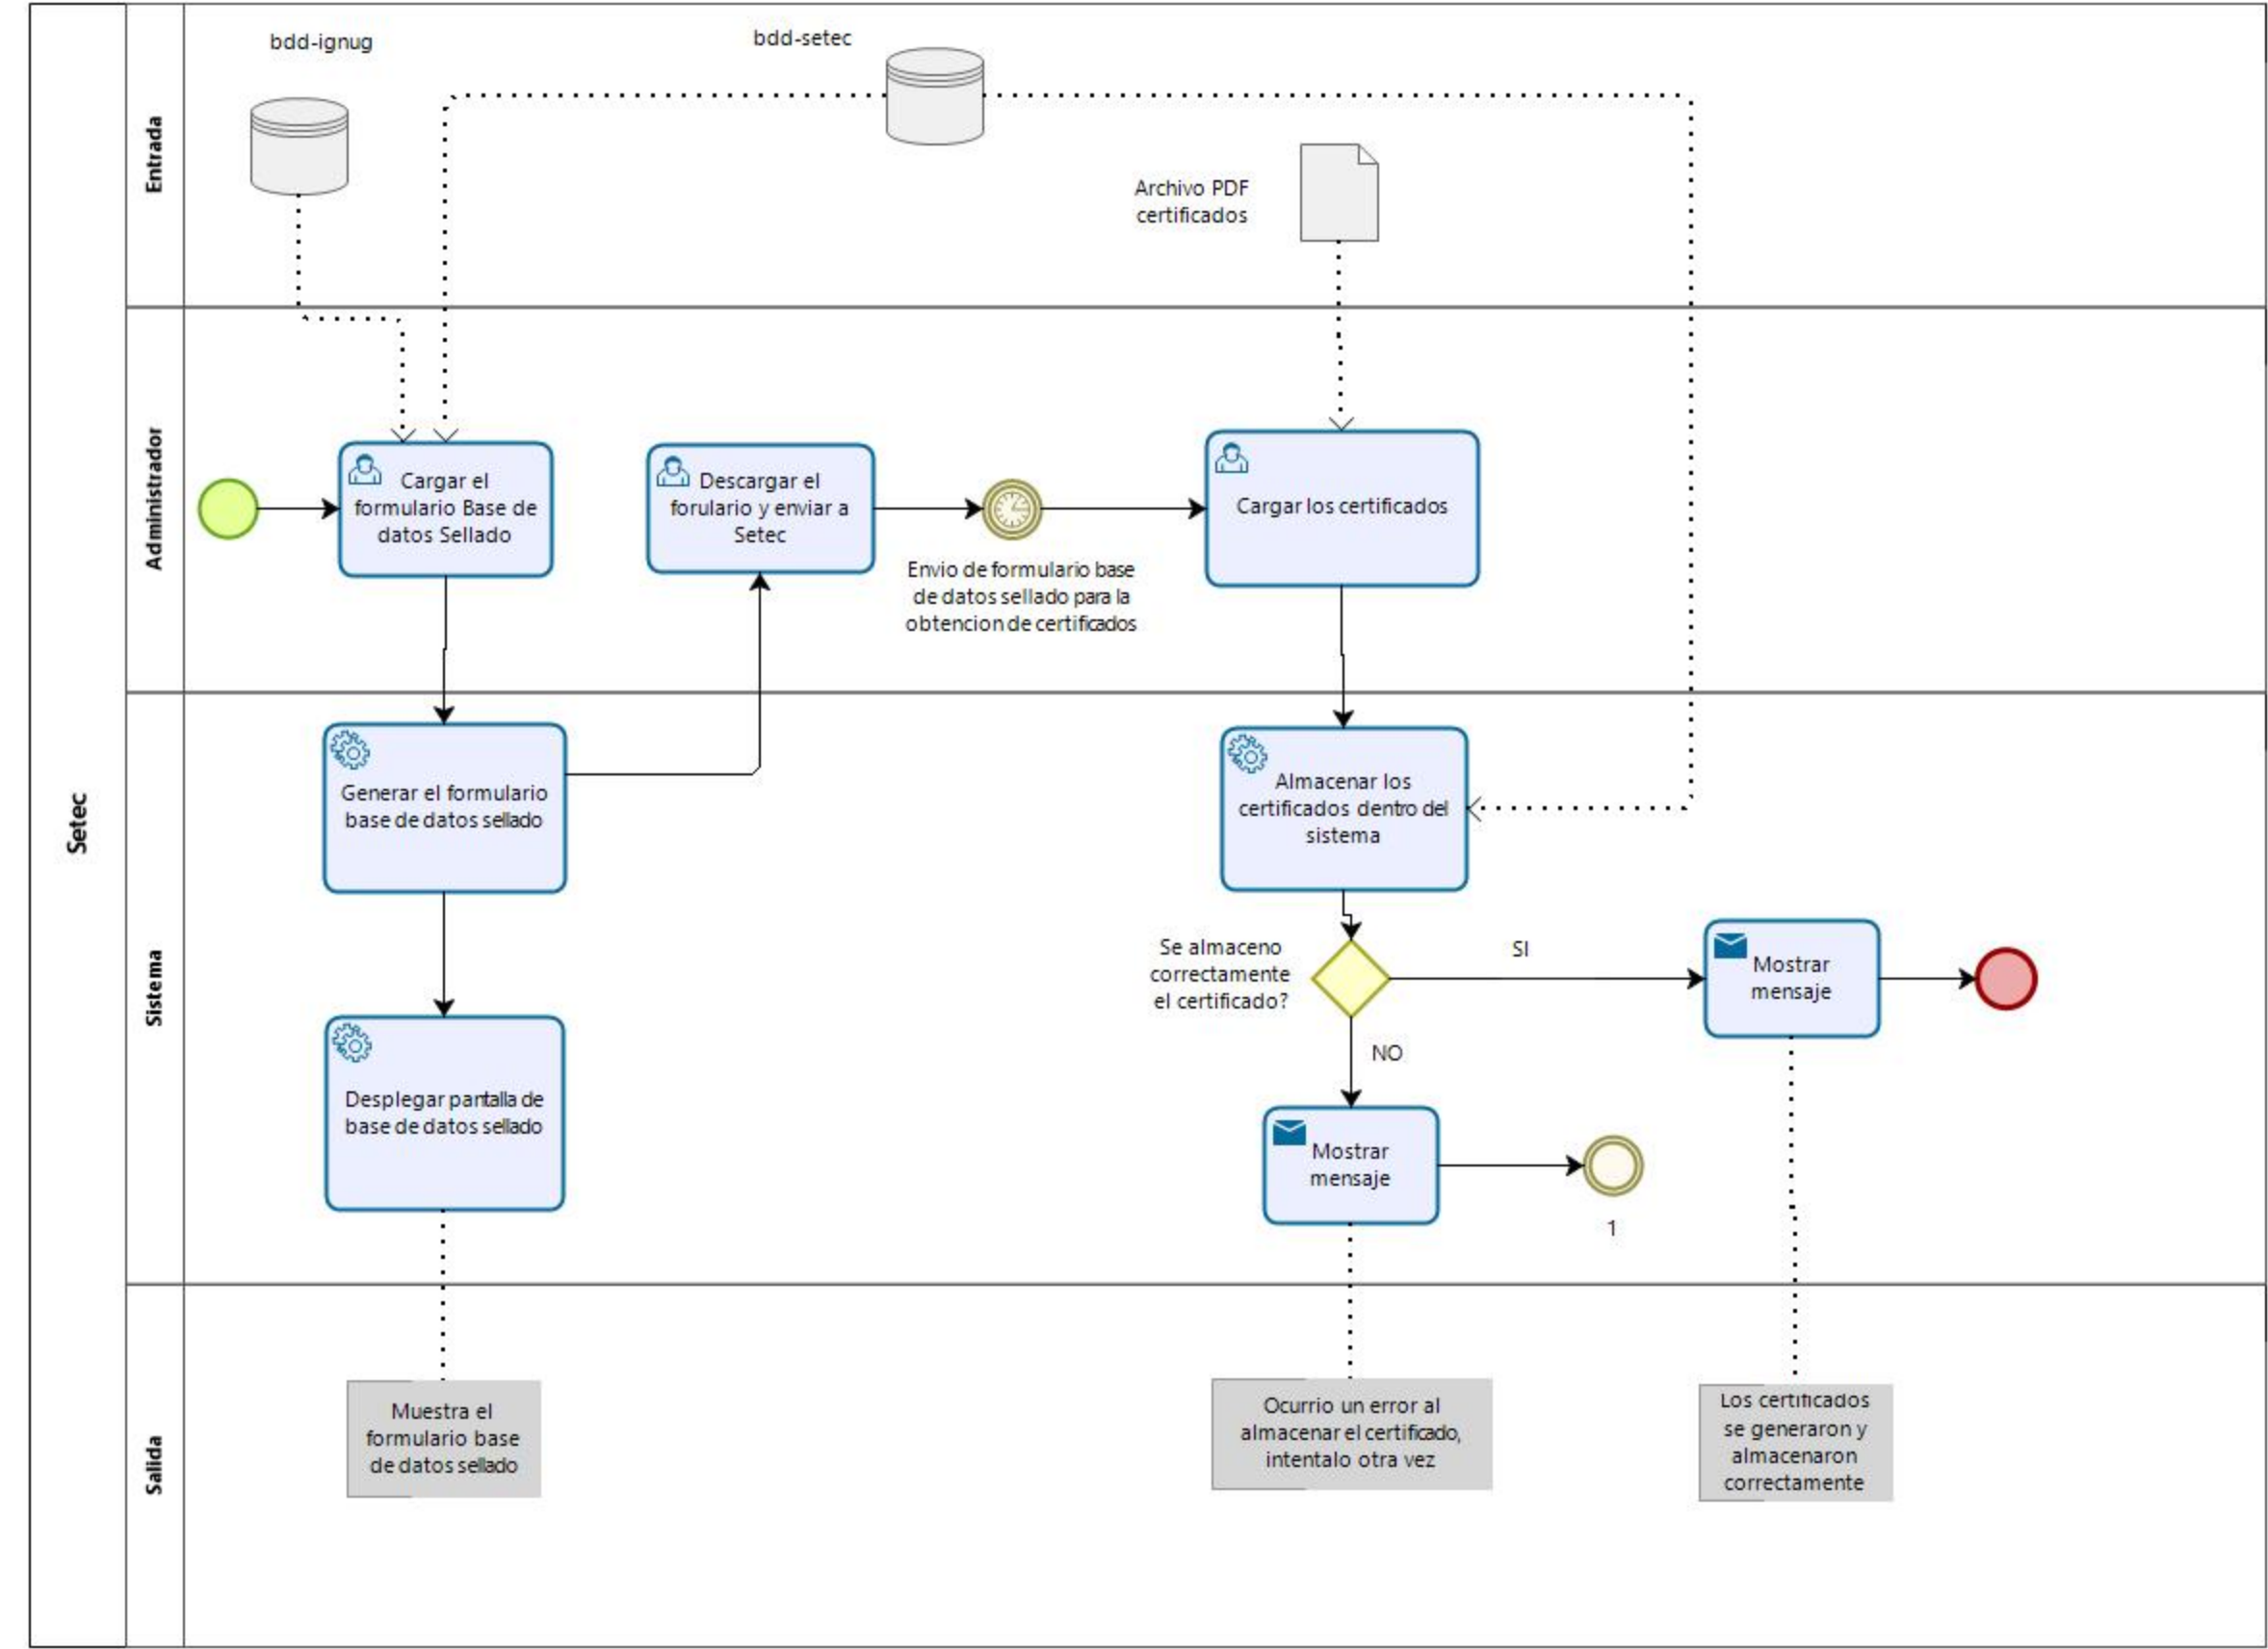 Setec
Entrada
bdd-ignug
bdd-setec
Archivo PDF
certificados
Administrador
Cargar el
formulario Base de
datos Sellado
Descargar el
forulario y enviar a
Setec
Envio de formulario base
de datos sellado para la
obtencion de certificados
Cargar los certificados
Sistema
Generar el formulario
base de datos sellado
Almacenar los
certificados dentro del
sistema
Se almaceno
correctamente
el certificado?
SI
Mostrar
mensaje
NO
Desplegar pantalla de
base de datos sellado
Mostrar
mensaje
1
Salida
Muestra el
formulario base
de datos sellado
Ocurrio un error al
almacenar el certificado,
intentalo otra vez
Los certificados
se generaron y
almacenaron
correctamente